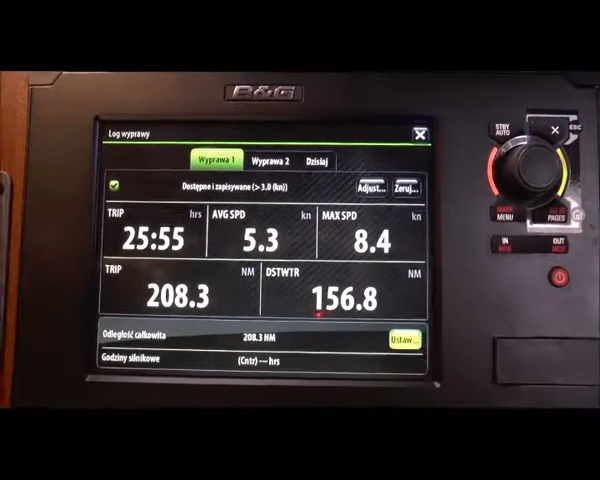 B&G
Log wyprawy
Wyprawa 1 Wyprawa 2 Dzisiaj
Dostępne i zapisywane (> 3.0 (kn)) Adjust... Zeruj...
TRIP hrs AVG SPD kn MAX SPD kn
25:55 5.3 8.4
TRIP NM DSTWTR NM
208.3 156.8
Odległość całkowita 208.3 NM Ustaw...
Godziny silnikowe (Cntr) --- hrs
STBY
AUTO
ESC
MARK
MENU
PAGES
IN
MOB
OUT
MOB